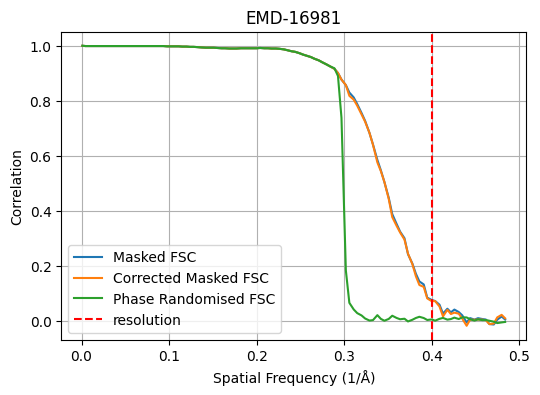 EMD-16981
Correlation
1.0
0.8
0.6
0.4
0.2
0.0
Masked FSC
Corrected Masked FSC
Phase Randomised FSC
resolution
0.0 0.1 0.2 0.3 0.4 0.5
Spatial Frequency (1/Å)